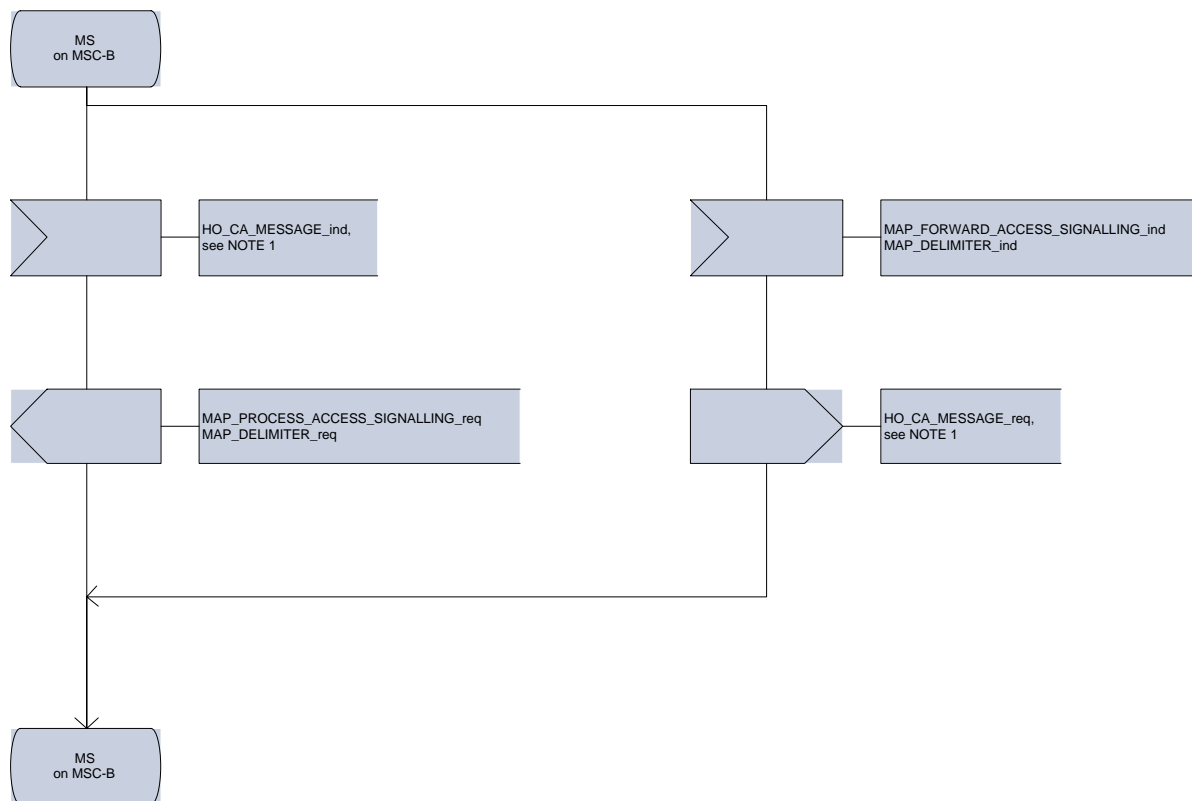 MS
on MSC-B
HO_CA_MESSAGE_ind,
see NOTE 1
MAP_FORWARD_ACCESS_SIGNALLING_ind
MAP_DELIMITER_ind
MAP_PROCESS_ACCESS_SIGNALLING_req
MAP_DELIMITER_req
HO_CA_MESSAGE_req,
see NOTE 1
MS
on MSC-B